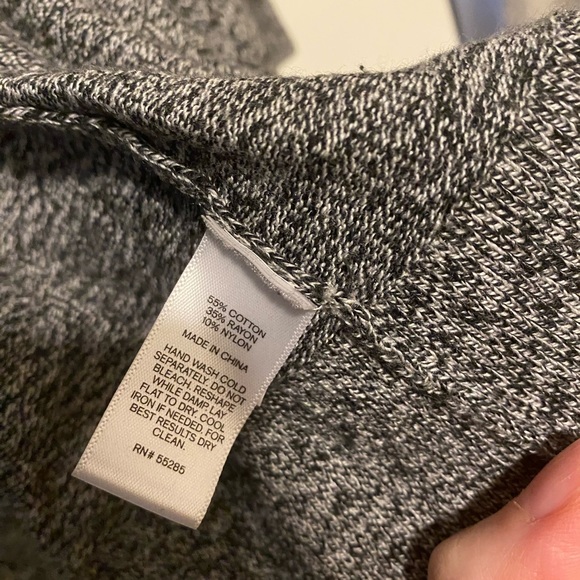 55% COTTON
35% RAYON
10% NYLON
MADE IN CHINA
HAND WASH COLD
SEPARATELY. DO NOT
BLEACH. RESHAPE
WHILE DAMP. LAY
FLAT TO DRY. COOL
IRON IF NEEDED. FOR
BEST RESULTS DRY
CLEAN.
RN# 55285